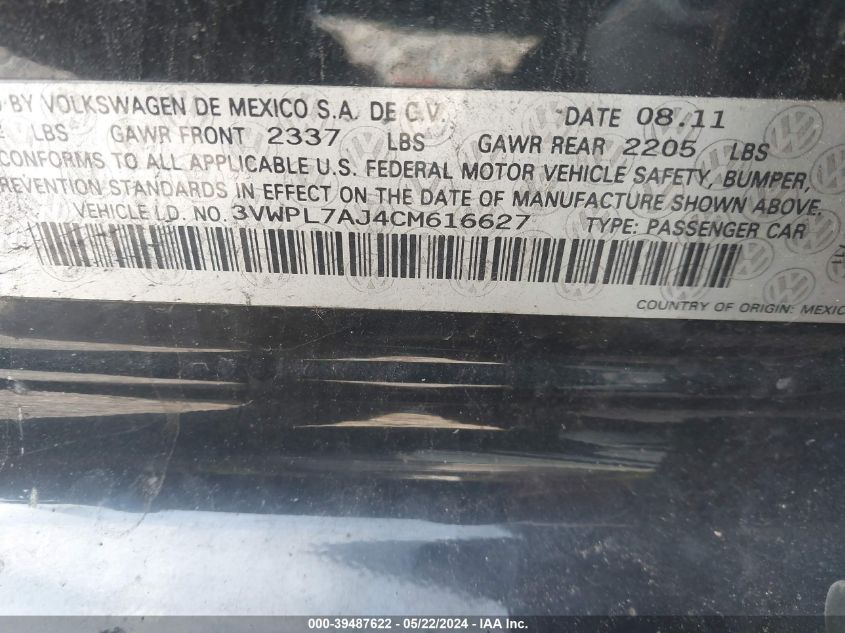 BY VOLKSWAGEN DE MEXICO S.A. DE C.V. DATE 08.11
LBS GAWR FRONT 2337 LBS GAWR REAR 2205 LBS
CONFORMS TO ALL APPLICABLE U.S. FEDERAL MOTOR VEHICLE SAFETY, BUMPER,
REVENTION STANDARDS IN EFFECT ON THE DATE OF MANUFACTURE SHOWN ABOVE.
VEHICLE I.D. NO. 3VWPL7AJ4CM616627 TYPE: PASSENGER CAR
COUNTRY OF ORIGIN: MEXIC
000-39487622 - 05/22/2024 - IAA Inc.